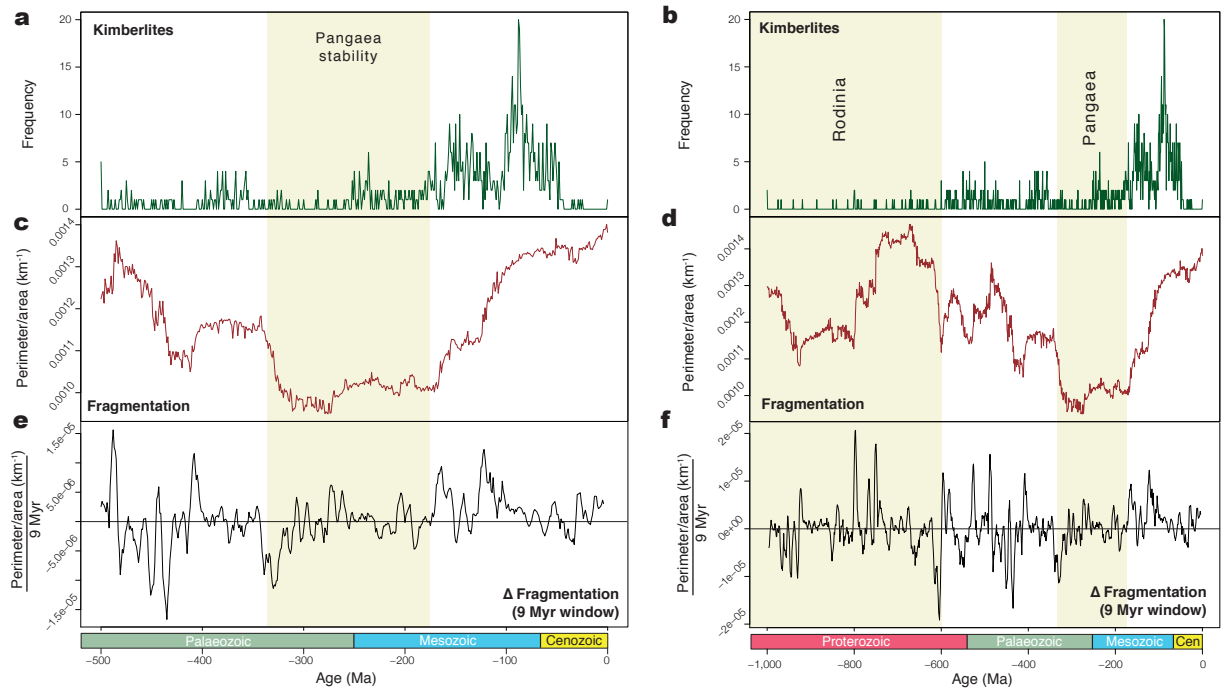 a
Kimberlites
Pangaea
stability
Frequency
20
15
10
5
0
c
Perimeter/area (km⁻¹)
0.0014
0.0013
0.0012
0.0011
0.0010
Fragmentation
e
Perimeter/area (km⁻¹)
9 Myr
1.5e−05
5.0e−06
−5.0e−06
−1.5e−05
Δ Fragmentation
(9 Myr window)
Palaeozoic
Mesozoic
Cenozoic
−500
−400
−300
−200
−100
0
Age (Ma)
b
Kimberlites
Rodinia
Pangaea
Frequency
20
15
10
5
0
d
Perimeter/area (km⁻¹)
0.0014
0.0013
0.0012
0.0011
0.0010
Fragmentation
f
Perimeter/area (km⁻¹)
9 Myr
2e−05
1e−05
0e+00
−1e−05
−2e−05
Δ Fragmentation
(9 Myr window)
Proterozoic
Palaeozoic
Mesozoic
Cen
−1,000
−800
−600
−400
−200
0
Age (Ma)